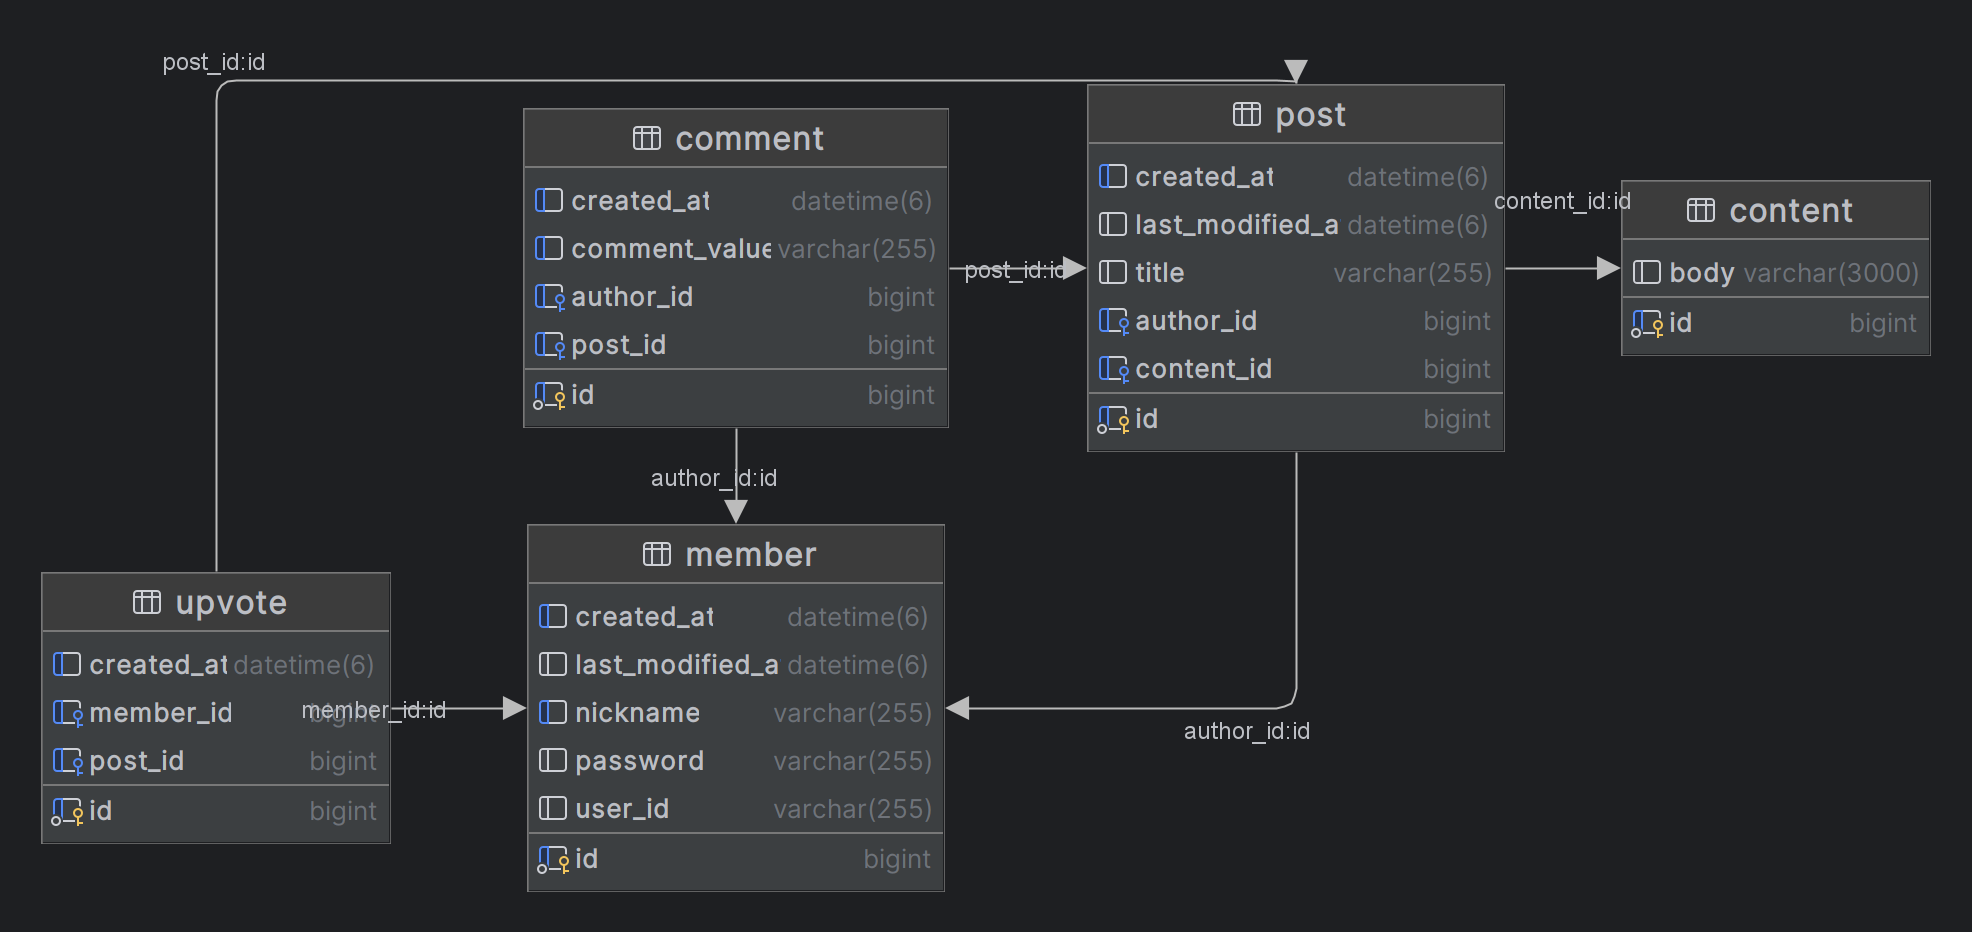 post_id:id
comment
created_at datetime(6)
comment_value varchar(255)
author_id bigint
post_id bigint
id bigint
post_id:id
post
created_at datetime(6)
last_modified_a datetime(6)
title varchar(255)
author_id bigint
content_id bigint
id bigint
content_id:id
content
body varchar(3000)
id bigint
author_id:id
upvote
created_at datetime(6)
member_id bigint
post_id bigint
id bigint
member_id:id
member
created_at datetime(6)
last_modified_a datetime(6)
nickname varchar(255)
password varchar(255)
user_id varchar(255)
id bigint
author_id:id